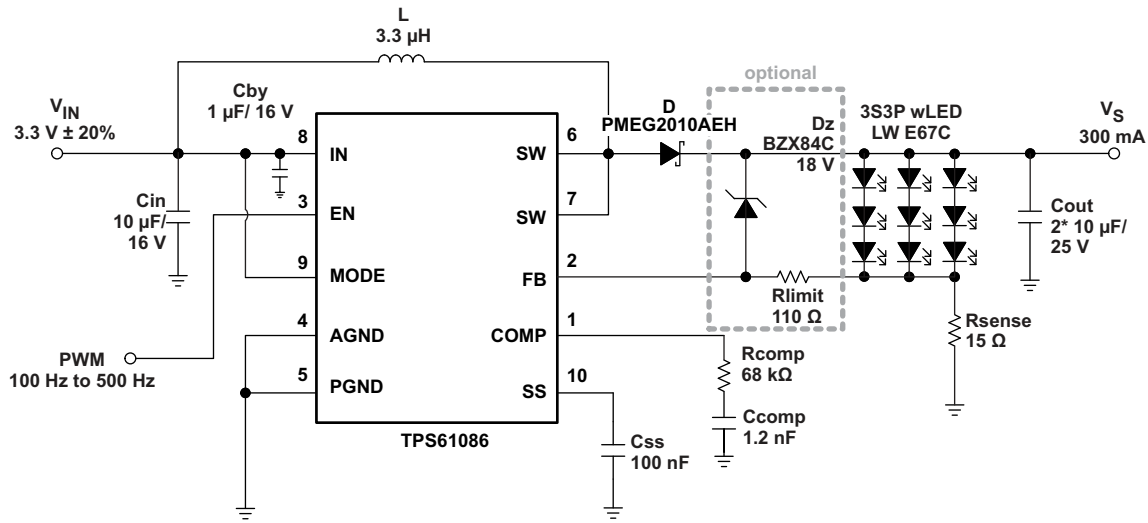 L
3.3 µH
optional
Cby
1 µF/ 16 V
VIN
3.3 V ± 20%
D
PMEG2010AEH
Dz
BZX84C
18 V
3S3P wLED
LW E67C
VS
300 mA
8
IN
6
SW
Cin
10 µF/
16 V
3
EN
7
SW
Cout
2* 10 µF/
25 V
9
MODE
2
FB
Rlimit
110 Ω
4
AGND
1
COMP
Rsense
15 Ω
PWM
100 Hz to 500 Hz
5
PGND
10
SS
Rcomp
68 kΩ
Ccomp
1.2 nF
TPS61086
Css
100 nF